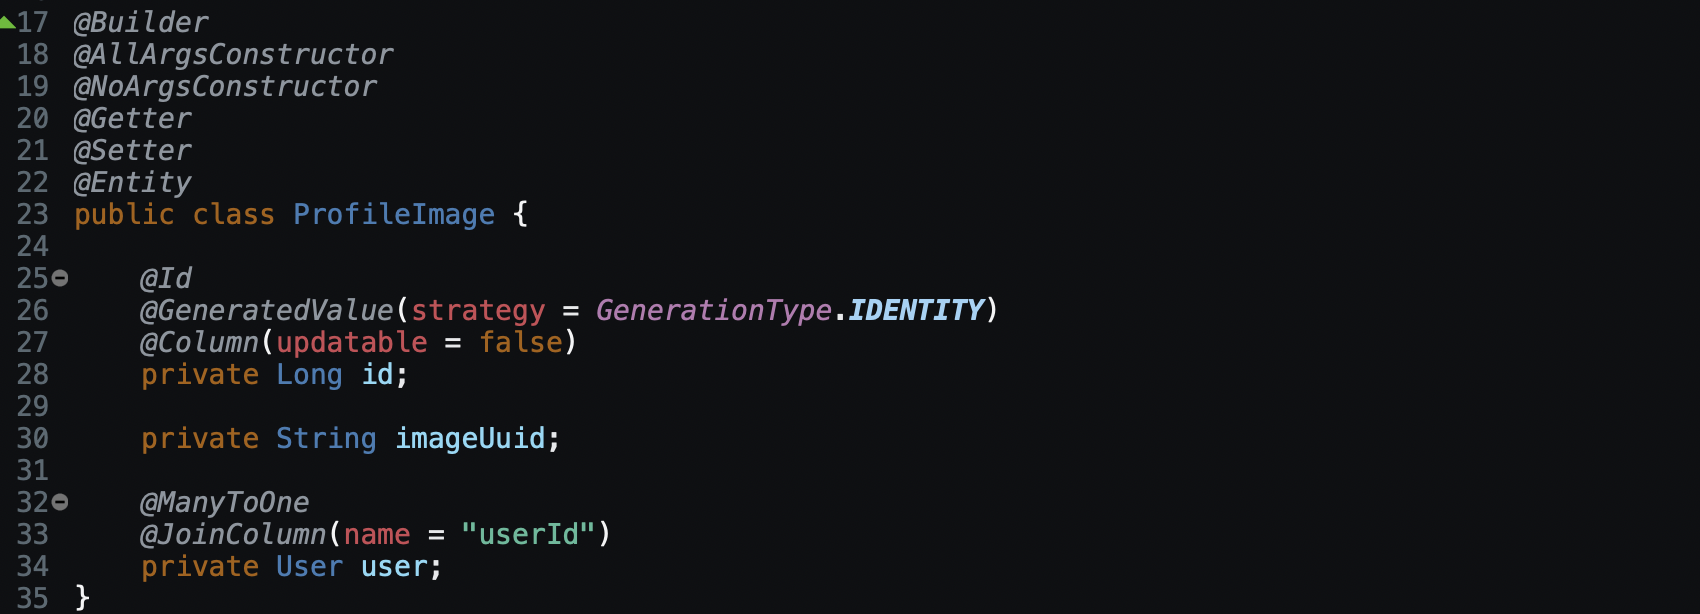 17 @Builder
18 @AllArgsConstructor
19 @NoArgsConstructor
20 @Getter
21 @Setter
22 @Entity
23 public class ProfileImage {
24
25 @Id
26 @GeneratedValue(strategy = GenerationType.IDENTITY)
27 @Column(updatable = false)
28 private Long id;
29
30 private String imageUuid;
31
32 @ManyToOne
33 @JoinColumn(name = "userId")
34 private User user;
35 }